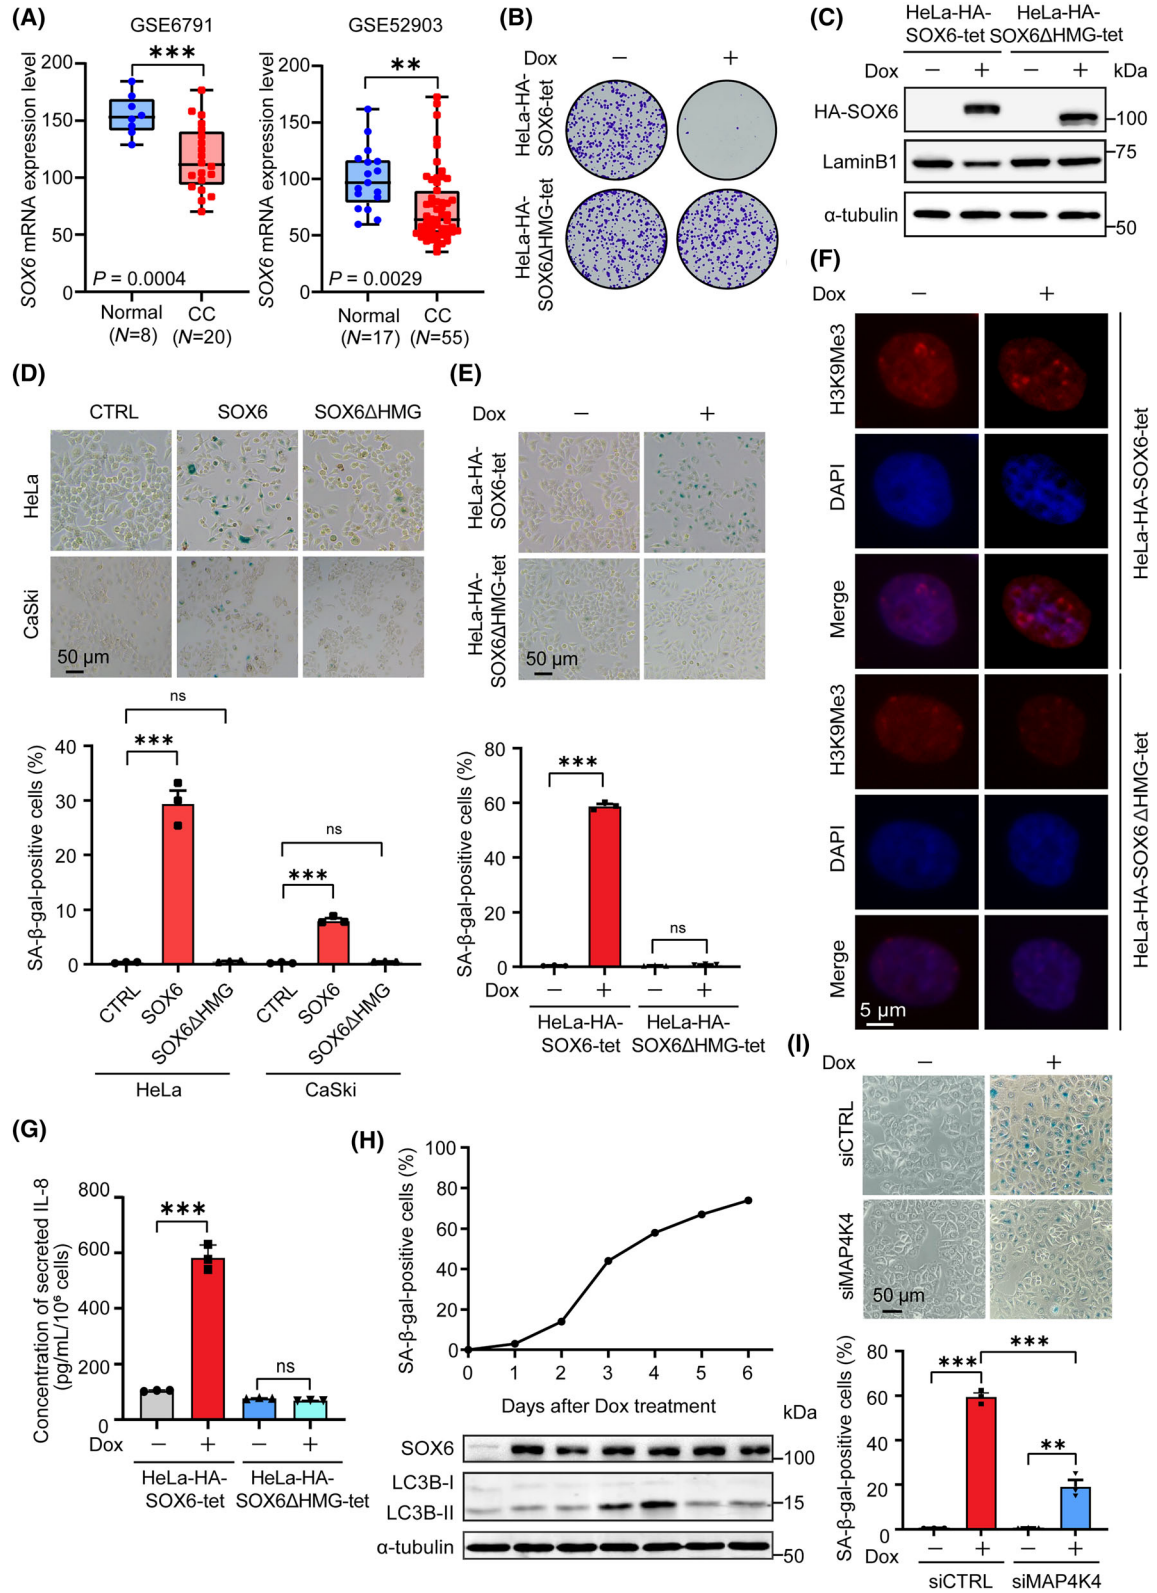 (A)
GSE6791
GSE52903
SOX6 mRNA expression level
200
150
100
50
0
***
P = 0.0004
Normal
(N=8)
CC
(N=20)
SOX6 mRNA expression level
200
150
100
50
0
**
P = 0.0029
Normal
(N=17)
CC
(N=55)
(B)
Dox − +
HeLa-HA-
SOX6-tet
HeLa-HA-
SOX6ΔHMG-tet
(C)
HeLa-HA-
SOX6-tet
HeLa-HA-
SOX6ΔHMG-tet
Dox − + − + kDa
HA-SOX6
100
LaminB1
75
α-tubulin
50
(D)
CTRL SOX6 SOX6ΔHMG
HeLa
CaSki
50 μm
SA-β-gal-positive cells (%)
40
30
20
10
0
ns
***
ns
***
CTRL
SOX6
SOX6ΔHMG
CTRL
SOX6
SOX6ΔHMG
HeLa
CaSki
(E)
Dox − +
HeLa-HA-
SOX6-tet
HeLa-HA-
SOX6ΔHMG-tet
50 μm
SA-β-gal-positive cells (%)
80
60
40
20
0
***
ns
Dox − + − +
HeLa-HA-
SOX6-tet
HeLa-HA-
SOX6ΔHMG-tet
(F)
Dox − +
H3K9Me3
DAPI
Merge
HeLa-HA-SOX6-tet
H3K9Me3
DAPI
Merge
HeLa-HA-SOX6 ΔHMG-tet
5 μm
(G)
Concentration of secreted IL-8
(pg/mL/10⁶ cells)
800
600
400
200
0
***
ns
Dox − + − +
HeLa-HA-
SOX6-tet
HeLa-HA-
SOX6ΔHMG-tet
(H)
SA-β-gal-positive cells (%)
100
80
60
40
20
0
0 1 2 3 4 5 6
Days after Dox treatment
kDa
SOX6
100
LC3B-I
LC3B-II
15
α-tubulin
50
(I)
Dox − +
siCTRL
siMAP4K4
50 μm
SA-β-gal-positive cells (%)
80
60
40
20
0
***
***
**
Dox − + − +
siCTRL
siMAP4K4